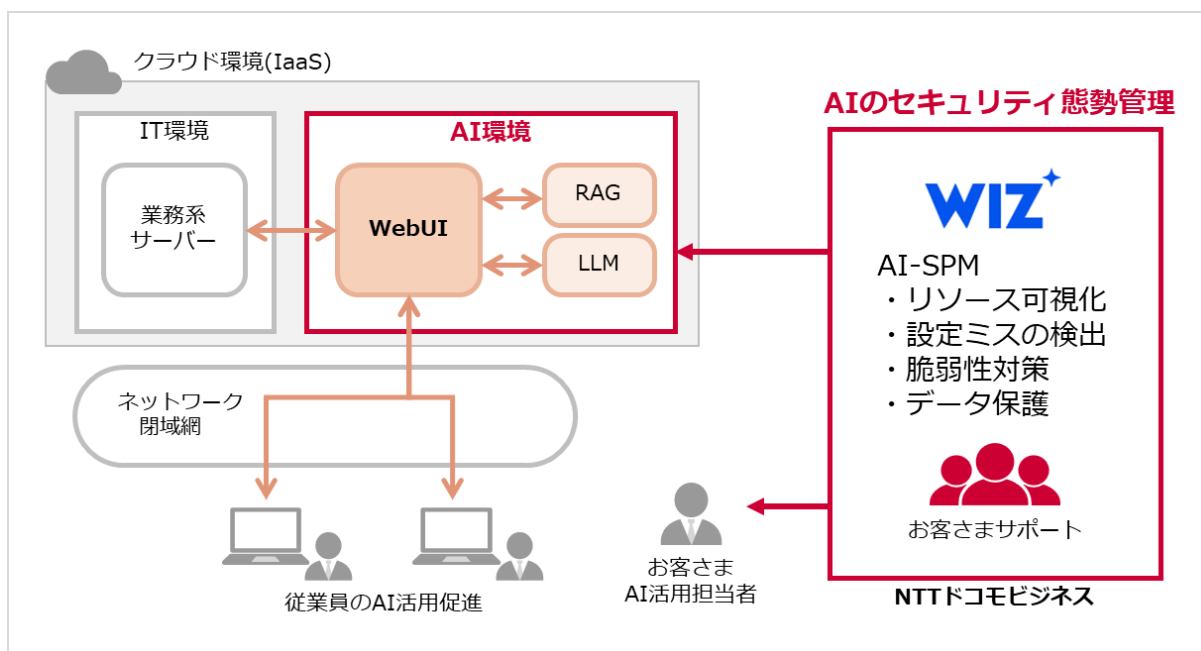 クラウド環境(IaaS)
IT環境
業務系
サーバー
AI環境
WebUI
RAG
LLM
ネットワーク
閉域網
従業員のAI活用促進
お客さま
AI活用担当者
AIのセキュリティ態勢管理
WIZ
AI-SPM
・リソース可視化
・設定ミスの検出
・脆弱性対策
・データ保護
お客さまサポート
NTTドコモビジネス